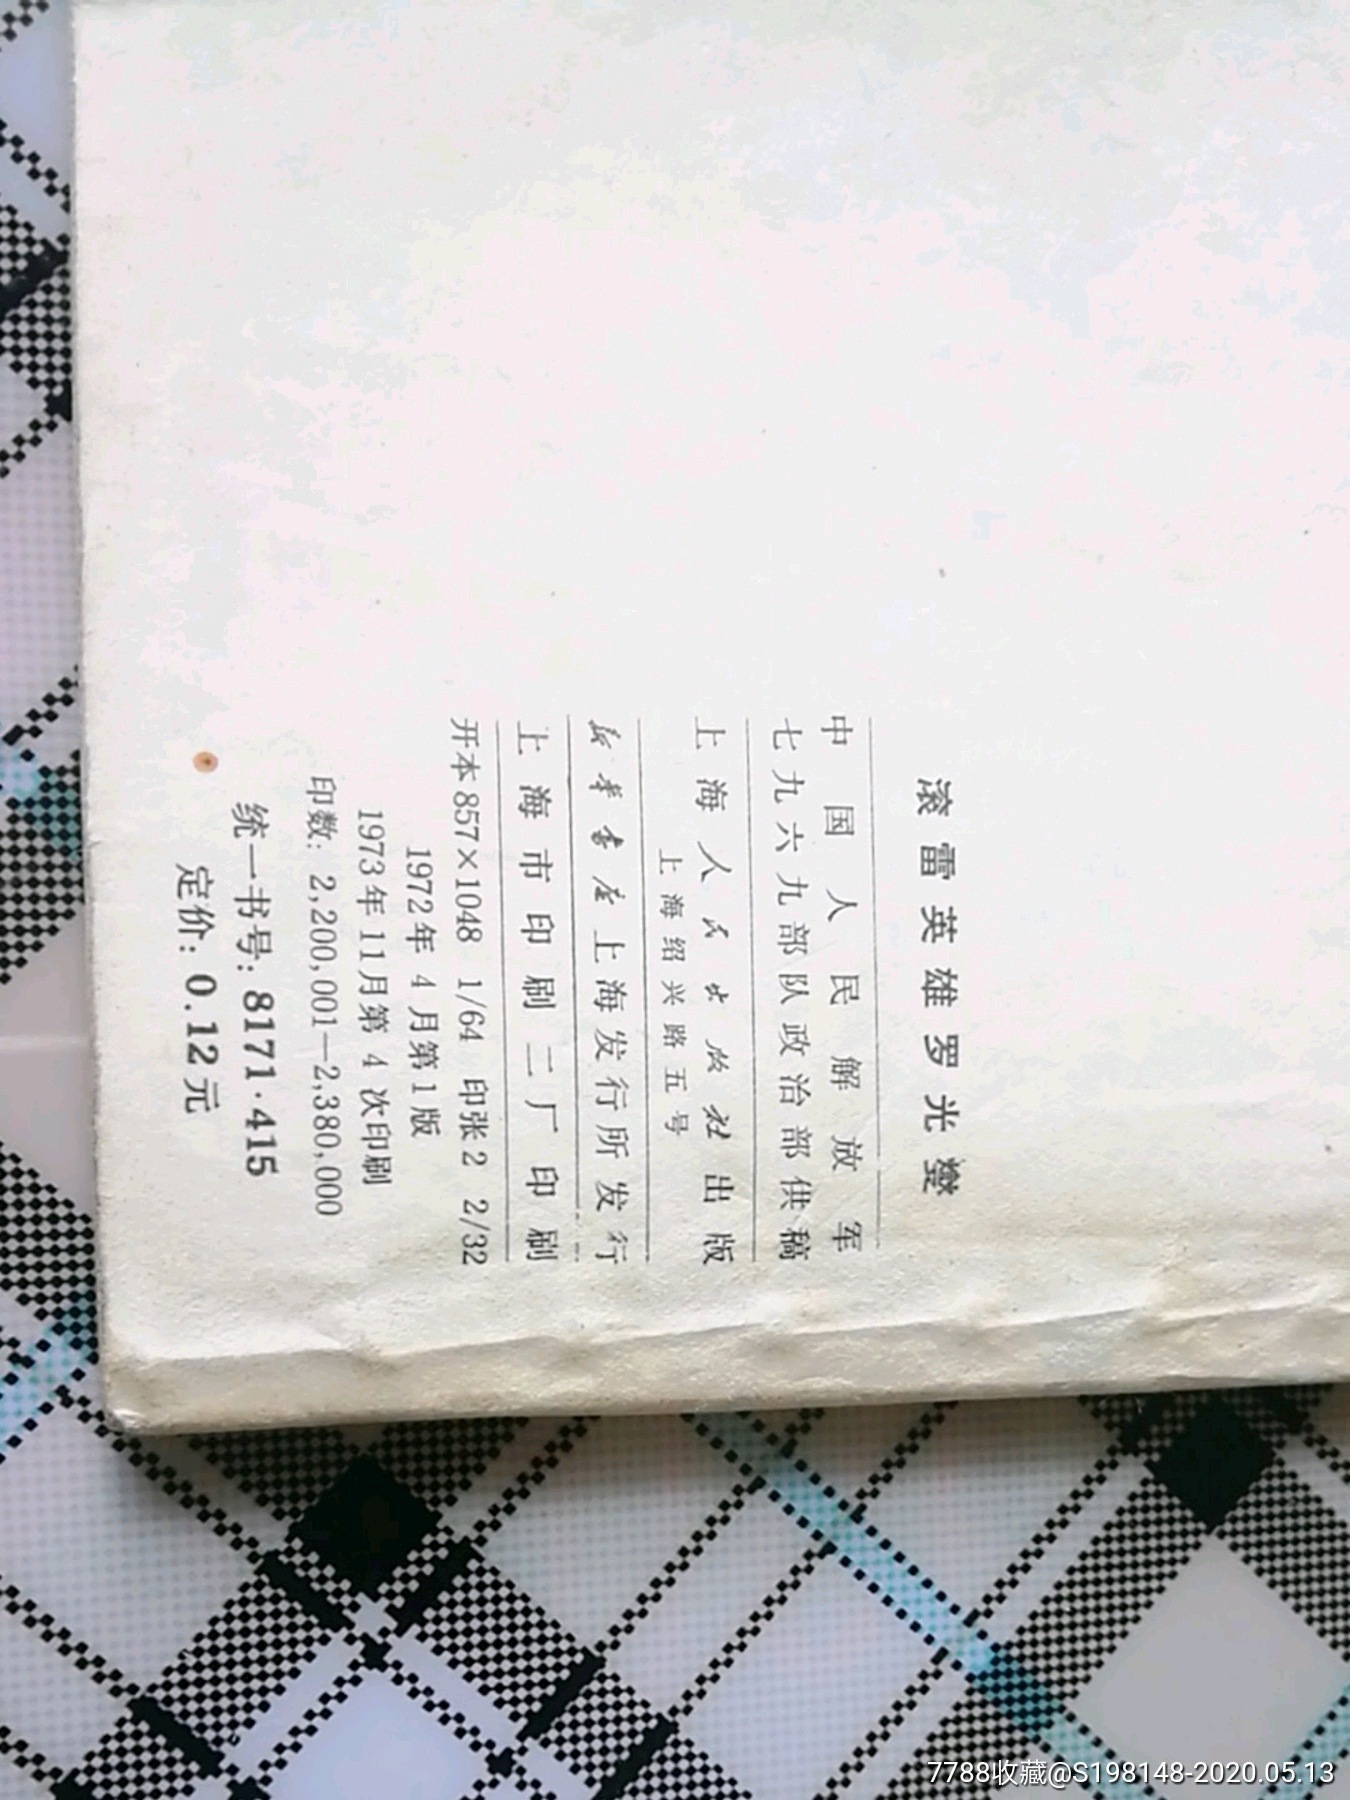 滚雷英雄罗光燮
中国人民解放军
七九六九部队政治部供稿
上海人民出版社出版
上海绍兴路五号
新华书店上海发行所发行
上海市印刷二厂印刷
开本 857×1048 1/64 印张 2 2/32
1972年4月第1版
1973年11月第4次印刷
印数：2,200,001—2,380,000
统一书号：8171·415
定价：0.12元
7788收藏@S198148-2020.05.13